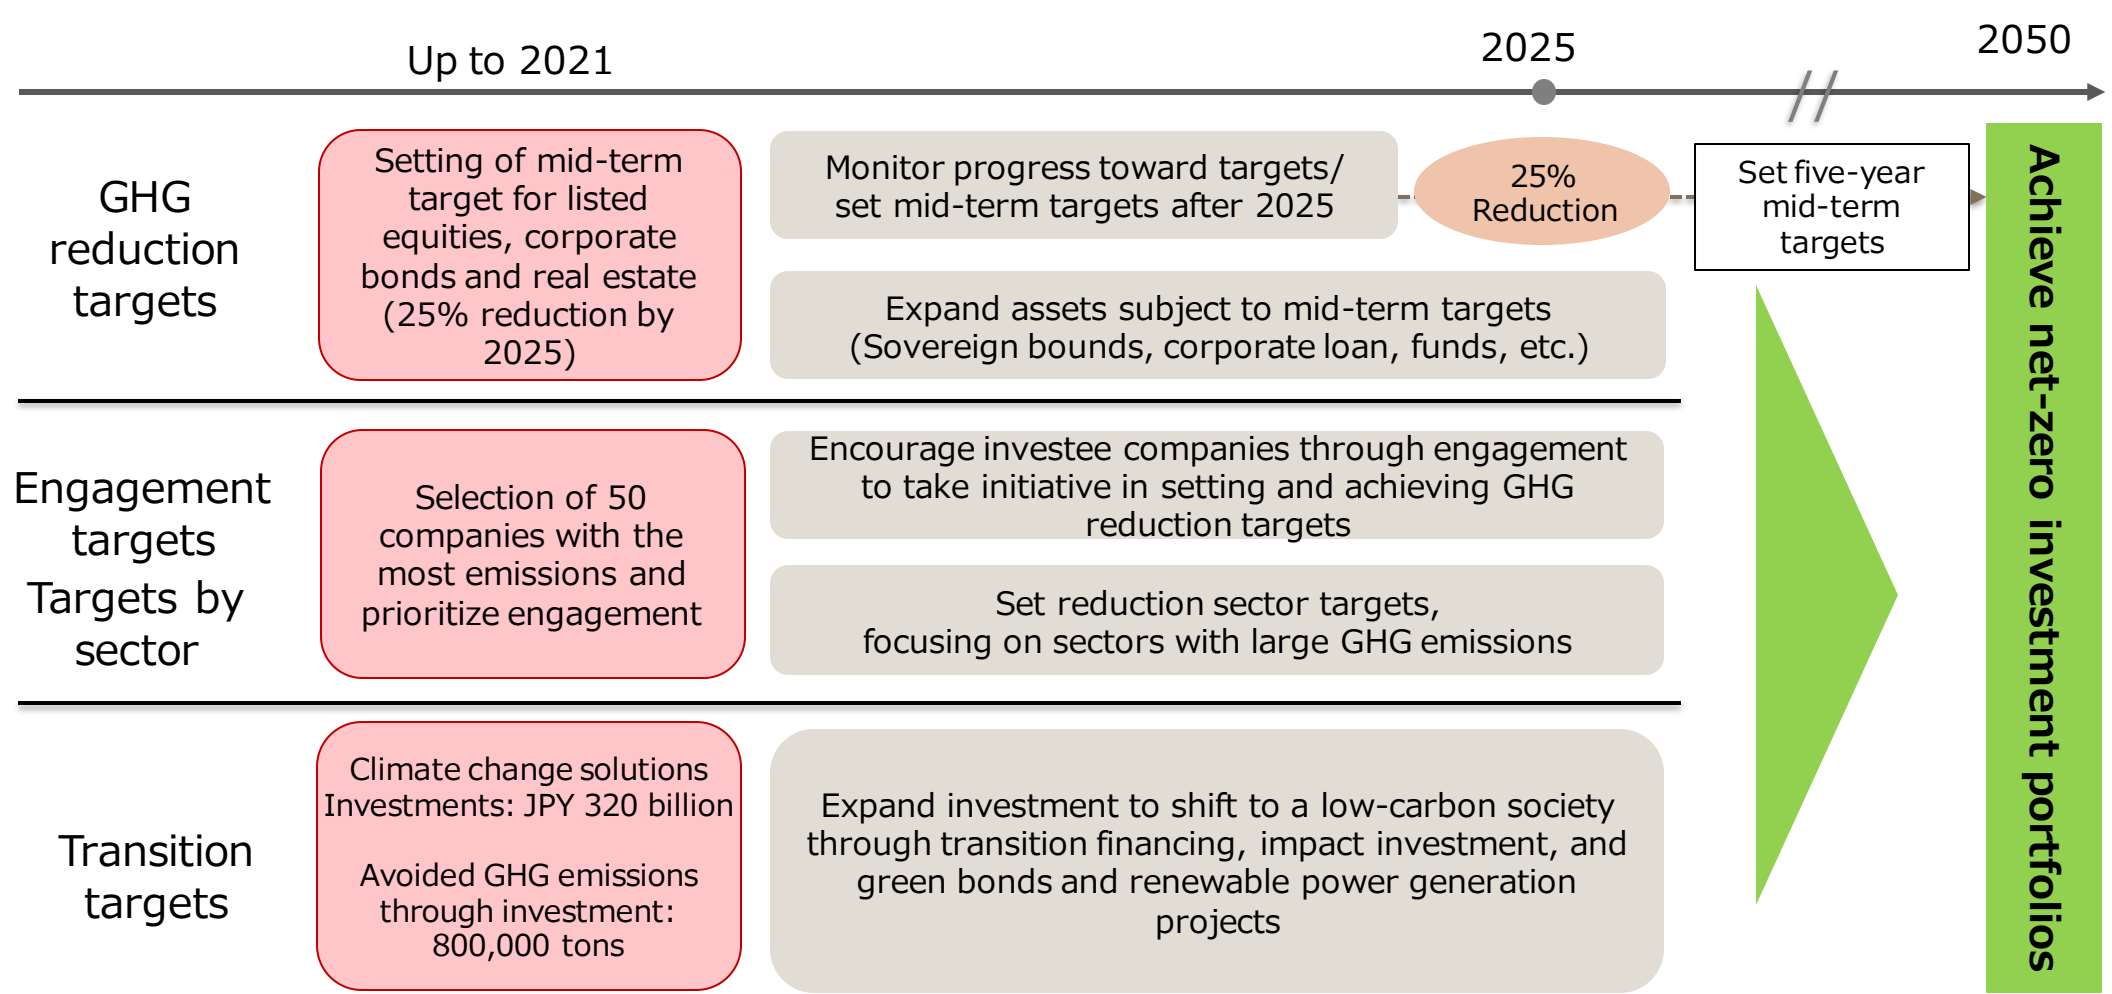 Up to 2021
2025
2050
GHG
reduction
targets
Setting of mid-term
target for listed
equities, corporate
bonds and real estate
(25% reduction by
2025)
Monitor progress toward targets/
set mid-term targets after 2025
25%
Reduction
Set five-year
mid-term
targets
Expand assets subject to mid-term targets
(Sovereign bounds, corporate loan, funds, etc.)
Engagement
targets
Targets by
sector
Selection of 50
companies with the
most emissions and
prioritize engagement
Encourage investee companies through engagement
to take initiative in setting and achieving GHG
reduction targets
Set reduction sector targets,
focusing on sectors with large GHG emissions
Transition
targets
Climate change solutions
Investments: JPY 320 billion
Avoided GHG emissions
through investment:
800,000 tons
Expand investment to shift to a low-carbon society
through transition financing, impact investment, and
green bonds and renewable power generation
projects
Achieve net-zero investment portfolios